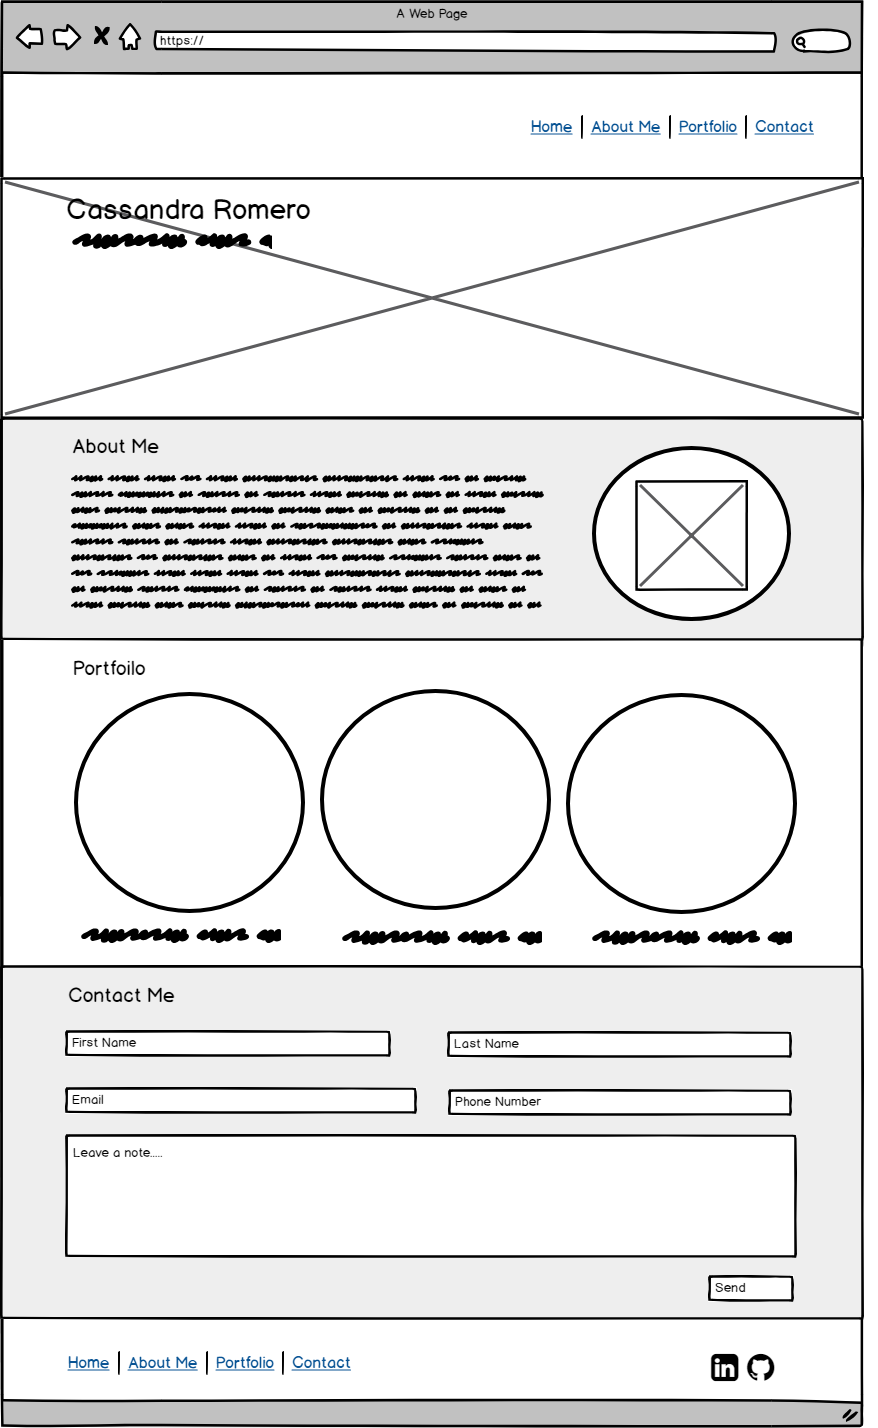 A Web Page
https://
Home About Me Portfolio Contact
Cassandra Romero
About Me
Portfoilo
Contact Me
First Name Last Name
Email Phone Number
Leave a note.....
Send
Home About Me Portfolio Contact
in